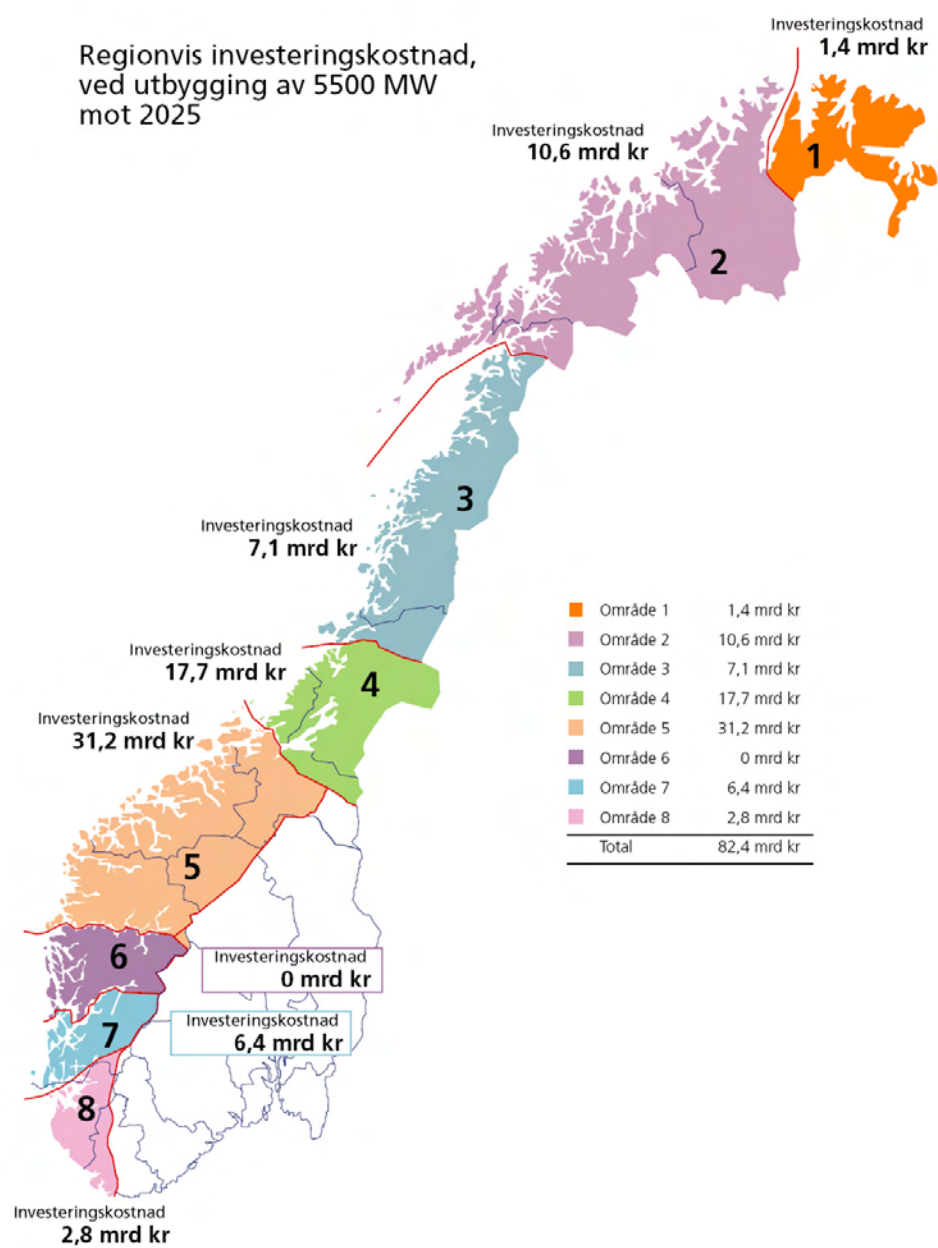 Regionvis investeringskostnad,
ved utbygging av 5500 MW
mot 2025
Investeringskostnad
1,4 mrd kr
Investeringskostnad
10,6 mrd kr
1
2
3
Investeringskostnad
7,1 mrd kr
Investeringskostnad
17,7 mrd kr
4
Investeringskostnad
31,2 mrd kr
5
6
Investeringskostnad
0 mrd kr
7
Investeringskostnad
6,4 mrd kr
8
Investeringskostnad
2,8 mrd kr
Område 1 1,4 mrd kr
Område 2 10,6 mrd kr
Område 3 7,1 mrd kr
Område 4 17,7 mrd kr
Område 5 31,2 mrd kr
Område 6 0 mrd kr
Område 7 6,4 mrd kr
Område 8 2,8 mrd kr
Total 82,4 mrd kr